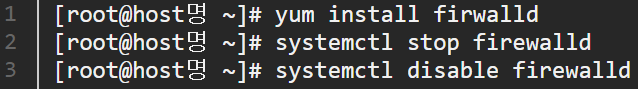 1 [root@host명 ~]# yum install firwalld
2 [root@host명 ~]# systemctl stop firewalld
3 [root@host명 ~]# systemctl disable firewalld